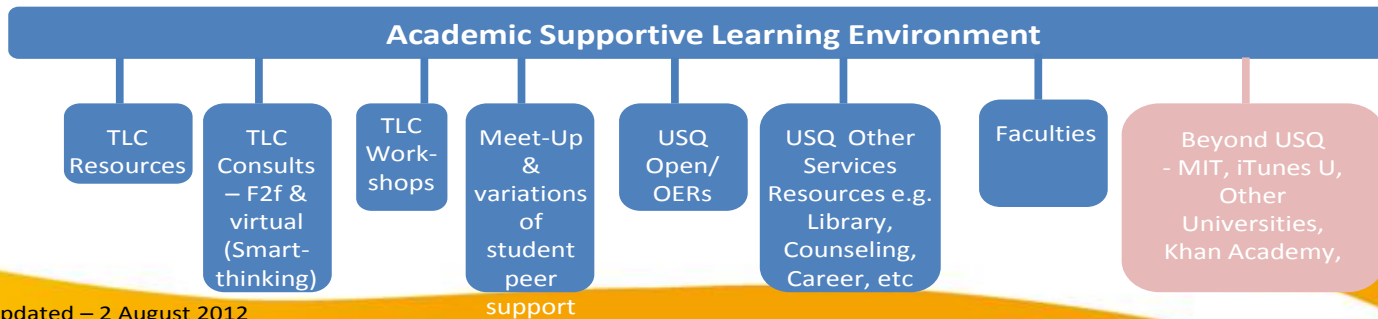 Academic Supportive Learning Environment
TLC
Resources
TLC
Consults
– F2f &
virtual
(Smart-
thinking)
TLC
Work-
shops
Meet-Up
&
variations
of
student
peer
support
USQ
Open/
OERs
USQ Other
Services
Resources e.g.
Library,
Counseling,
Career, etc
Faculties
Beyond USQ
- MIT, iTunes U,
Other
Universities,
Khan Academy,
pdated – 2 August 2012